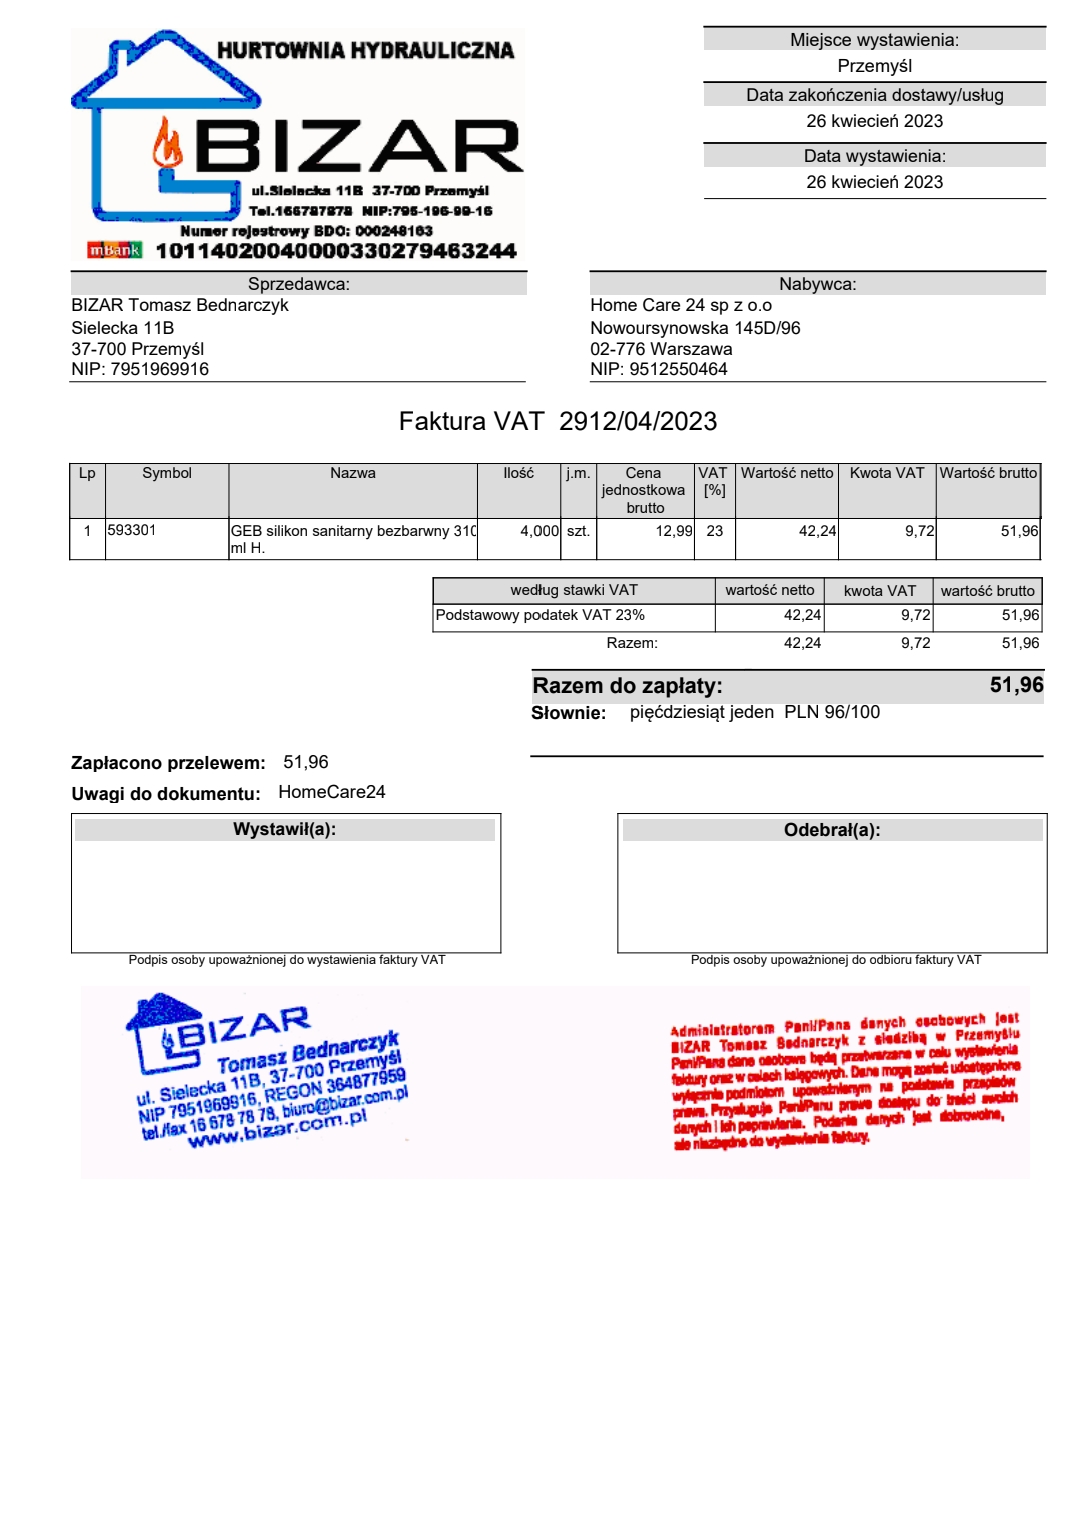 HURTOWNIA HYDRAULICZNA
BIZAR
ul.Sielecka 11B 37-700 Przemyśl
Tel.166787878 NIP:795-196-99-16
Numer rejestrowy BDO: 000248163
mBank 10114020040000330279463244
Miejsce wystawienia:
Przemyśl
Data zakończenia dostawy/usług
26 kwiecień 2023
Data wystawienia:
26 kwiecień 2023
Sprzedawca:
BIZAR Tomasz Bednarczyk
Sielecka 11B
37-700 Przemyśl
NIP: 7951969916
Nabywca:
Home Care 24 sp z o.o
Nowoursynowska 145D/96
02-776 Warszawa
NIP: 9512550464
Faktura VAT 2912/04/2023
Lp Symbol Nazwa Ilość j.m. Cena jednostkowa brutto VAT [%] Wartość netto Kwota VAT Wartość brutto
1 593301 GEB silikon sanitarny bezbarwny 310 4,000 szt. 12,99 23 42,24 9,72 51,96
ml H.
według stawki VAT wartość netto kwota VAT wartość brutto
Podstawowy podatek VAT 23% 42,24 9,72 51,96
Razem: 42,24 9,72 51,96
Razem do zapłaty: 51,96
Słownie: pięćdziesiąt jeden PLN 96/100
Zapłacono przelewem: 51,96
Uwagi do dokumentu: HomeCare24
Wystawił(a):
Podpis osoby upoważnionej do wystawienia faktury VAT
Odebrał(a):
Podpis osoby upoważnionej do odbioru faktury VAT
BIZAR
Tomasz Bednarczyk
ul. Sielecka 11B, 37-700 Przemyśl
NIP 7951969916, REGON 364877959
tel./fax 16 678 78 78, biuro@bizar.com.pl
www.bizar.com.pl
Administratorem Pani/Pana danych osobowych jest
BIZAR Tomasz Bednarczyk z siedzibą w Przemyślu
Pani/Pana dane osobowe będą przetwarzane w celu wystawienia
faktury oraz w celach księgowych. Dane mogą zostać udostępnione
wyłącznie podmiotom upoważnionym na podstawie przepisów
prawa. Przysługuje Pani/Panu prawo dostępu do treści swoich
danych i ich poprawienia. Podanie danych jest dobrowolne,
ale niezbędne do wystawienia faktury.